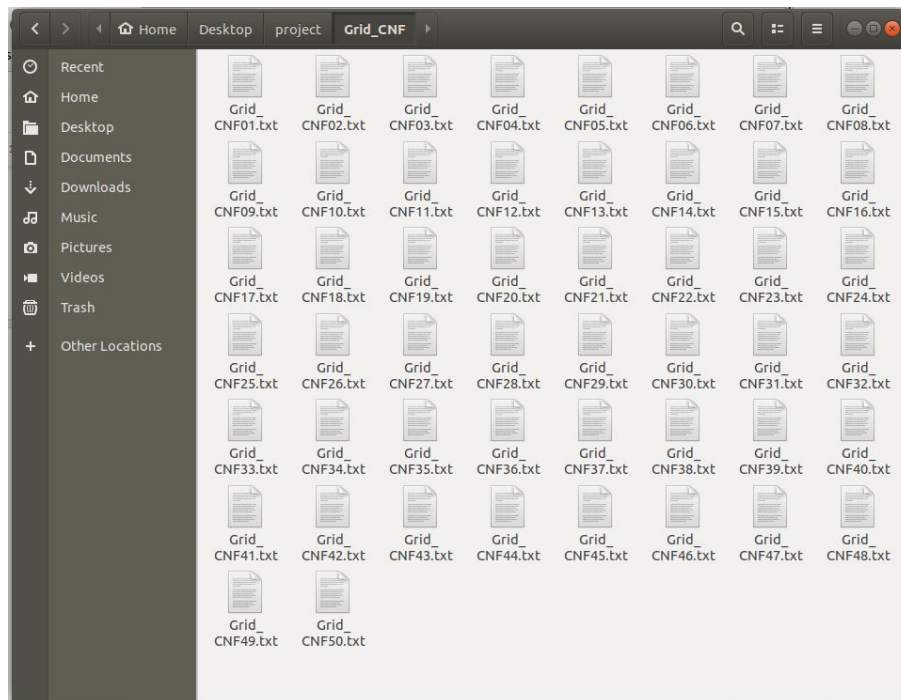 Home Desktop project Grid_CNF
Recent
Home
Desktop
Documents
Downloads
Music
Pictures
Videos
Trash
+ Other Locations
Grid_ Grid_ Grid_ Grid_ Grid_ Grid_ Grid_ Grid_
CNF01.txt CNF02.txt CNF03.txt CNF04.txt CNF05.txt CNF06.txt CNF07.txt CNF08.txt
Grid_ Grid_ Grid_ Grid_ Grid_ Grid_ Grid_ Grid_
CNF09.txt CNF10.txt CNF11.txt CNF12.txt CNF13.txt CNF14.txt CNF15.txt CNF16.txt
Grid_ Grid_ Grid_ Grid_ Grid_ Grid_ Grid_ Grid_
CNF17.txt CNF18.txt CNF19.txt CNF20.txt CNF21.txt CNF22.txt CNF23.txt CNF24.txt
Grid_ Grid_ Grid_ Grid_ Grid_ Grid_ Grid_ Grid_
CNF25.txt CNF26.txt CNF27.txt CNF28.txt CNF29.txt CNF30.txt CNF31.txt CNF32.txt
Grid_ Grid_ Grid_ Grid_ Grid_ Grid_ Grid_ Grid_
CNF33.txt CNF34.txt CNF35.txt CNF36.txt CNF37.txt CNF38.txt CNF39.txt CNF40.txt
Grid_ Grid_ Grid_ Grid_ Grid_ Grid_ Grid_ Grid_
CNF41.txt CNF42.txt CNF43.txt CNF44.txt CNF45.txt CNF46.txt CNF47.txt CNF48.txt
Grid_ Grid_
CNF49.txt CNF50.txt